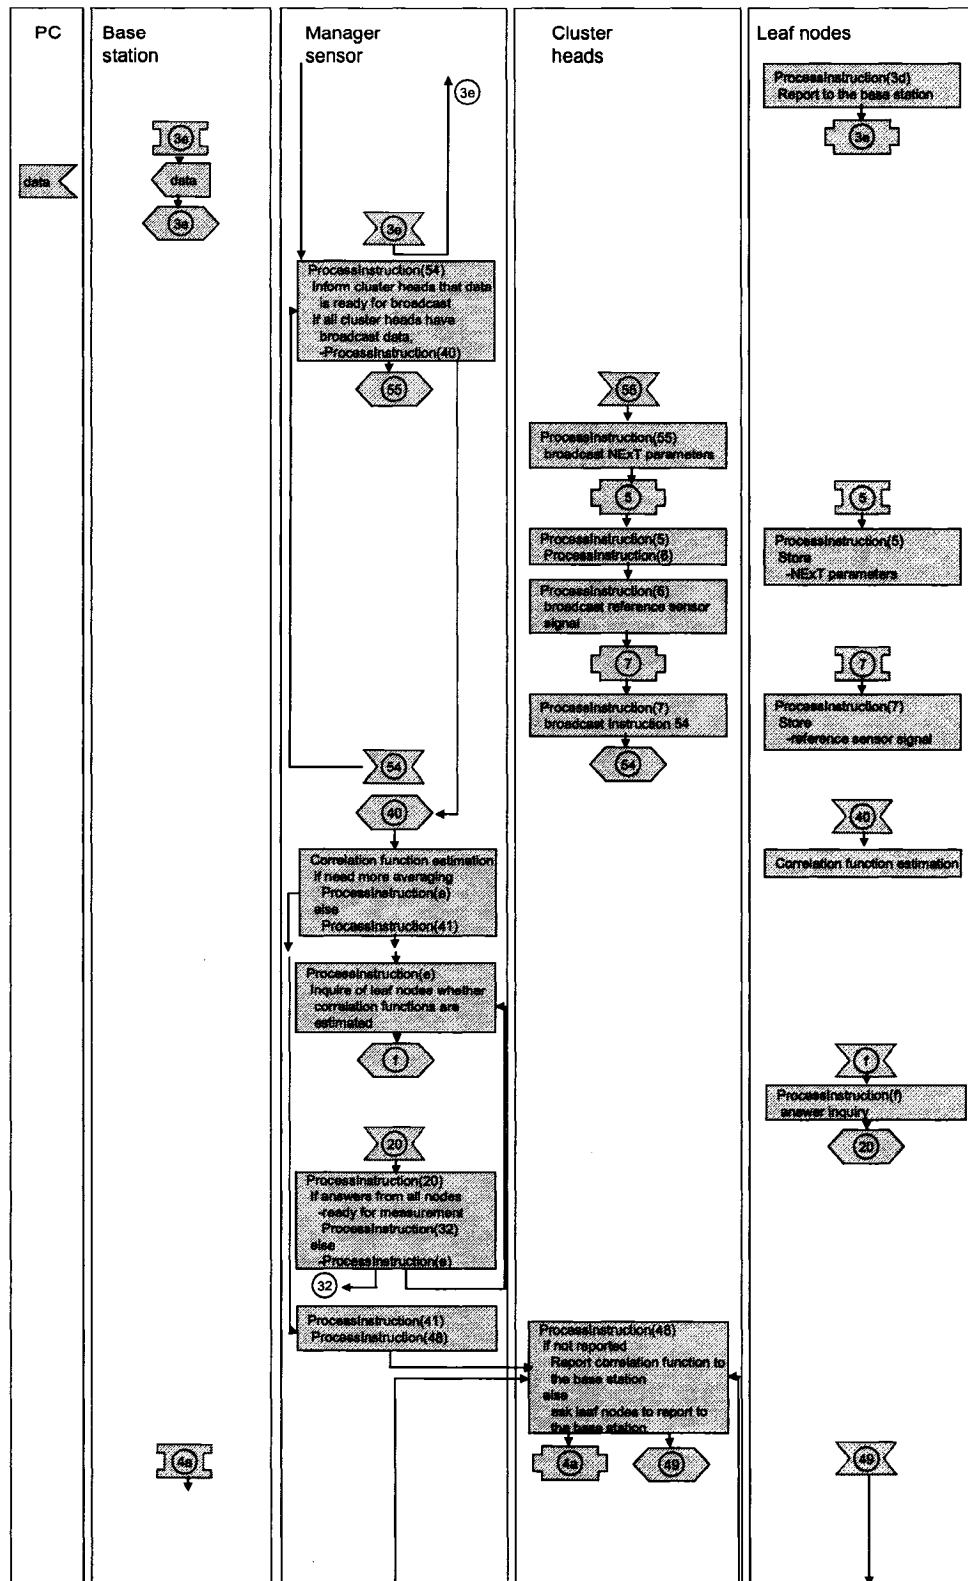 PC
Base
station
Manager
sensor
Cluster
heads
Leaf nodes
3e
data
data
3e
3e
3e
ProcessInstruction(54)
Inform cluster heads that data
is ready for broadcast
If all cluster heads have
broadcast data,
-ProcessInstruction(40)
55
54
40
Correlation function estimation
if need more averaging
ProcessInstruction(e)
else
ProcessInstruction(41)
ProcessInstruction(e)
Inquire of leaf nodes whether
correlation functions are
estimated
f
20
ProcessInstruction(20)
If answers from all nodes
-ready for measurement
ProcessInstruction(32)
else
-ProcessInstruction(e)
32
ProcessInstruction(41)
ProcessInstruction(48)
55
ProcessInstruction(55)
broadcast NExT parameters
5
ProcessInstruction(5)
ProcessInstruction(6)
ProcessInstruction(6)
broadcast reference sensor
signal
7
ProcessInstruction(7)
broadcast instruction 54
54
ProcessInstruction(48)
if not reported
Report correlation function to
the base station
else
ask leaf nodes to report to
the base station
4a
49
ProcessInstruction(3d)
Report to the base station
3e
5
ProcessInstruction(5)
Store
-NExT parameters
7
ProcessInstruction(7)
Store
-reference sensor signal
40
Correlation function estimation
f
ProcessInstruction(f)
answer inquiry
20
49
4a